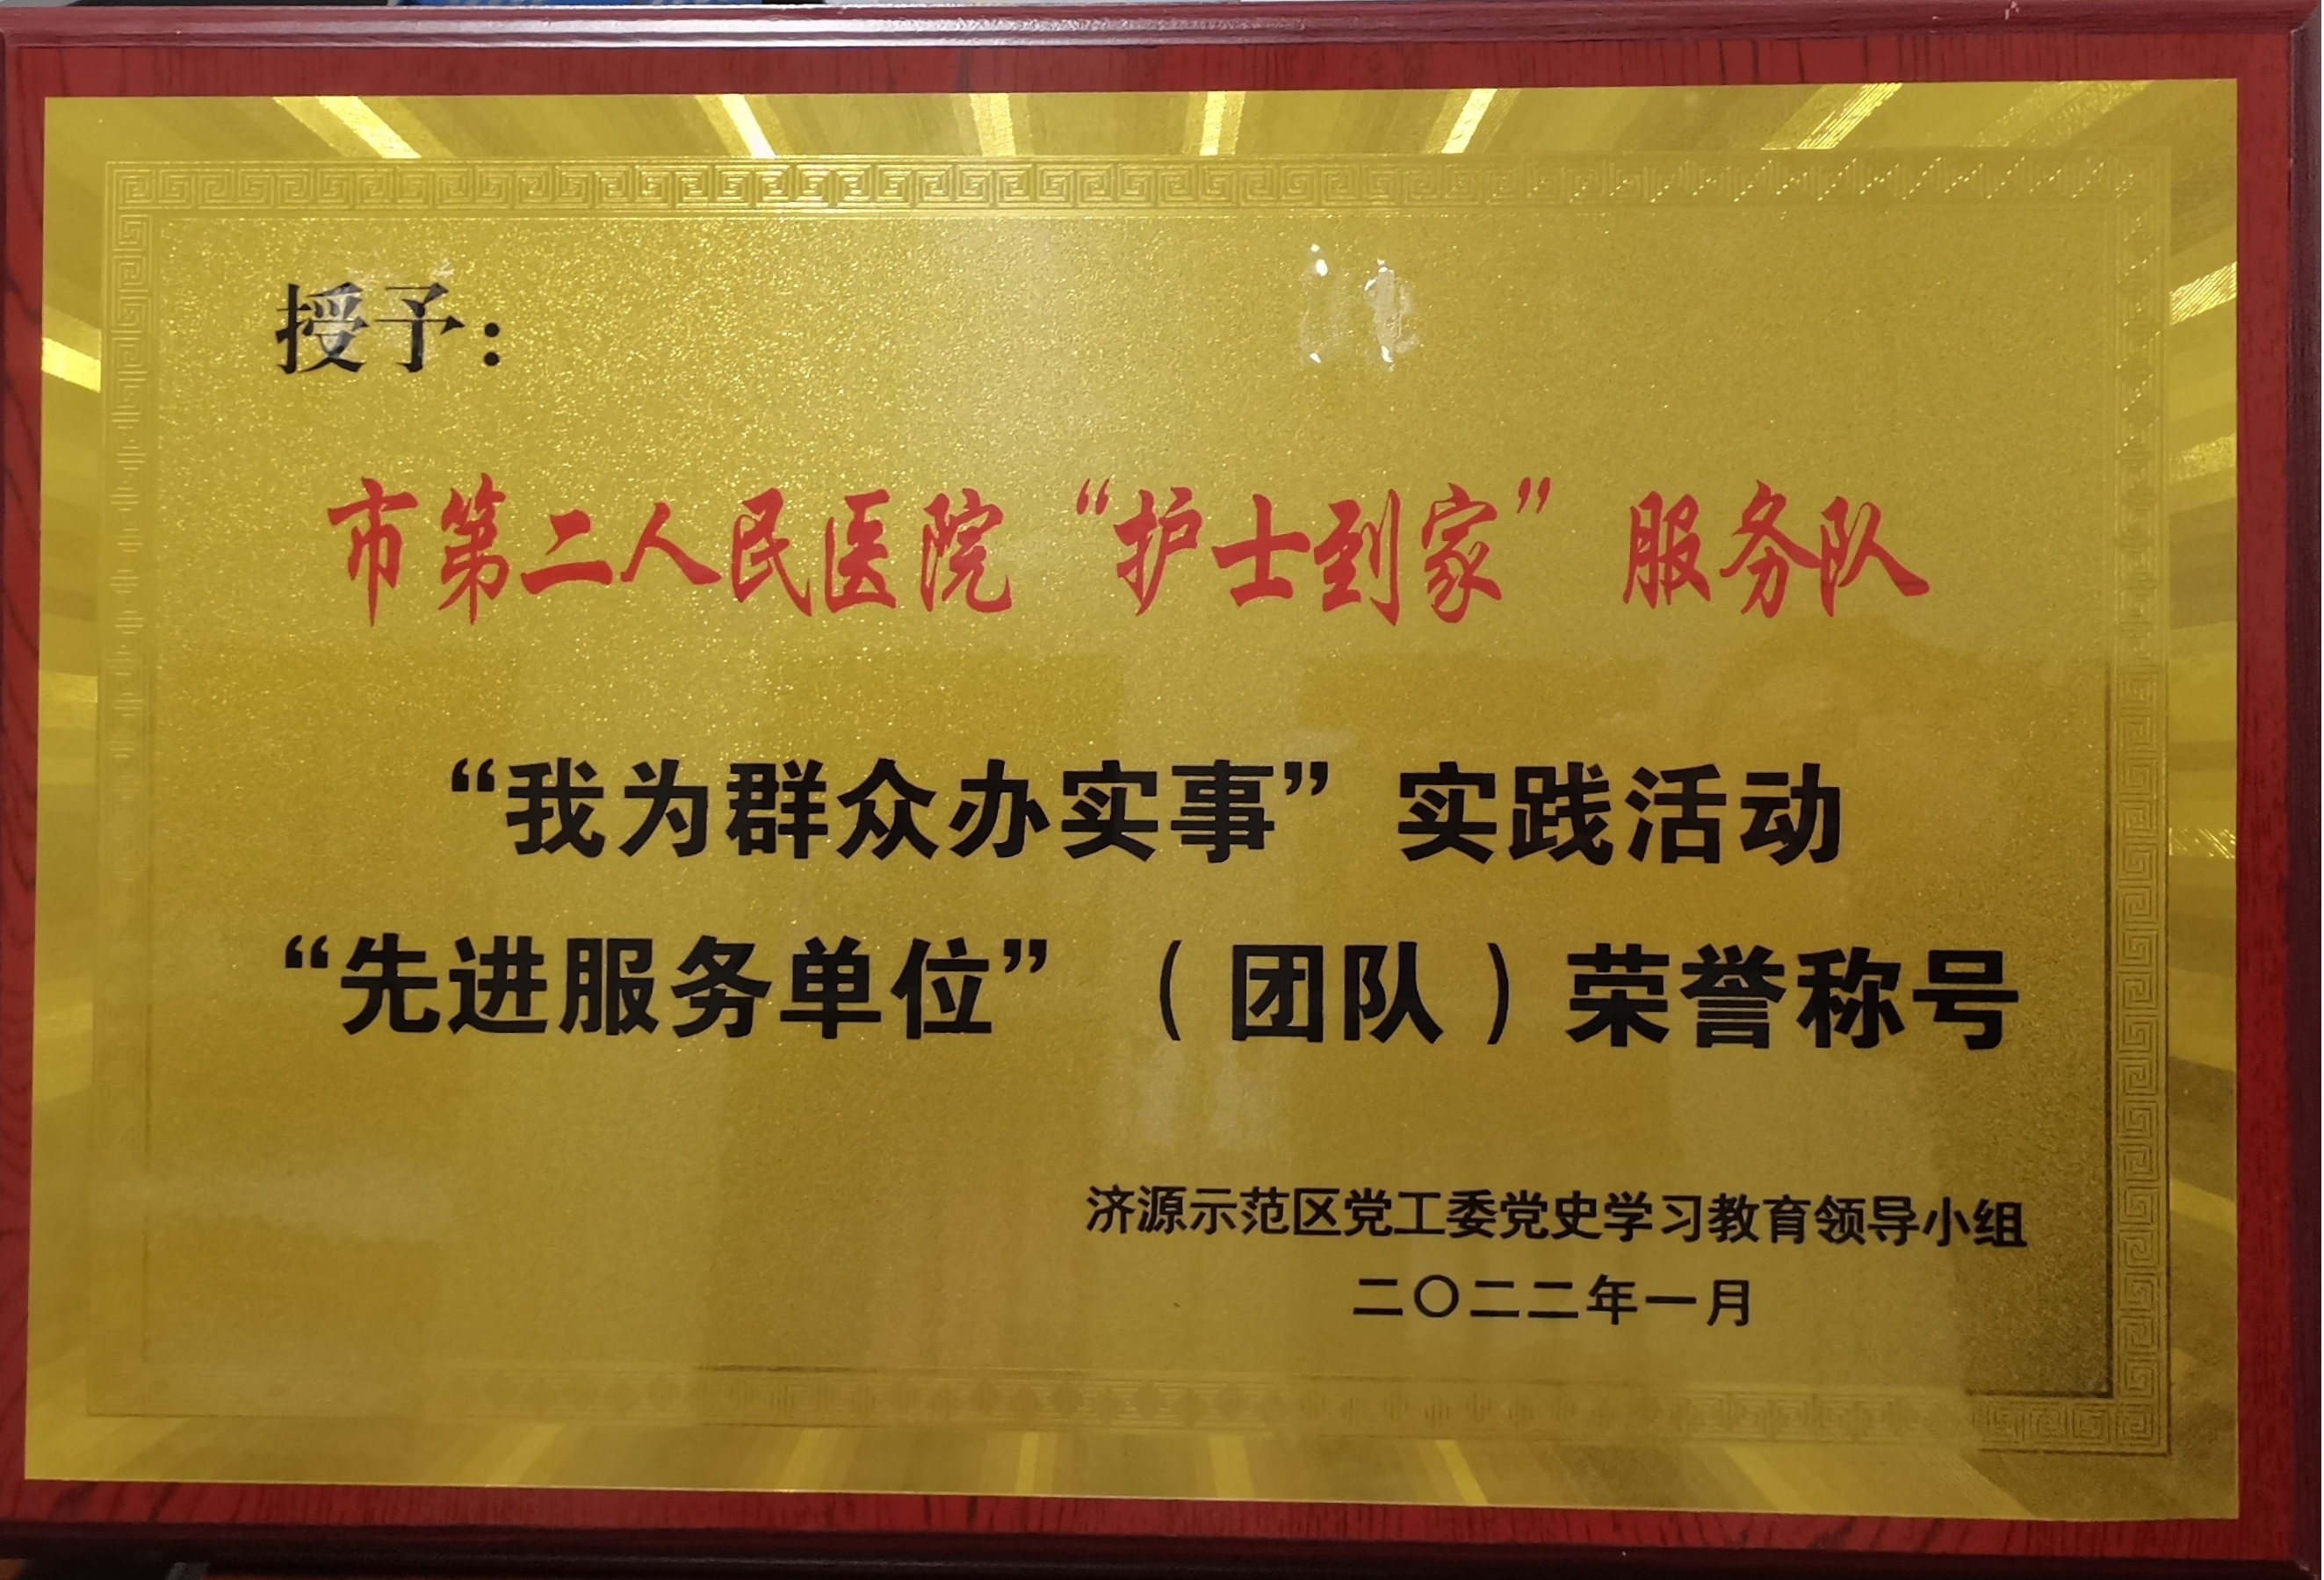 授予：
市第二人民医院“护士到家”服务队
“我为群众办实事”实践活动
“先进服务单位”（团队）荣誉称号
济源示范区党工委党史学习教育领导小组
二〇二二年一月